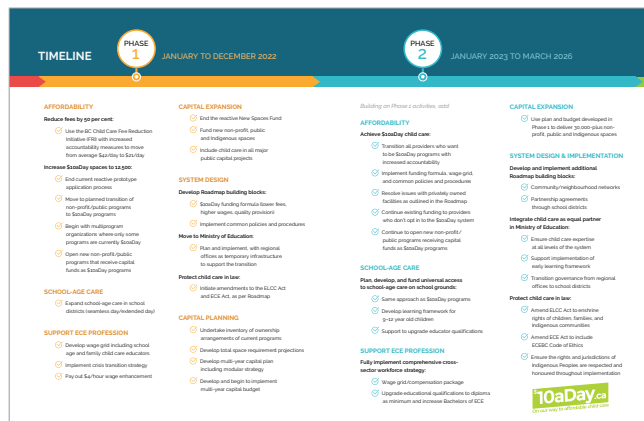 TIMELINE
PHASE
1
JANUARY TO DECEMBER 2022
PHASE
2
JANUARY 2023 TO MARCH 2026
AFFORDABILITY
Reduce fees by 50 per cent:
Use the BC Child Care Fee Reduction
Initiative (FRI) with increased
accountability measures to move
from average $42/day to $21/day
Increase $10aDay spaces to 12,500:
End current reactive prototype
application process
Move to planned transition of
non-profit/public programs
to $10aDay programs
Begin with multiprogram
organizations where only some
programs are currently $10aDay
Open new non-profit/public
programs that receive capital
funds as $10aDay programs
SCHOOL-AGE CARE
Expand school-age care in school
districts (seamless day/extended day)
SUPPORT ECE PROFESSION
Develop wage grid including school
age and family child care educators
Implement crisis transition strategy
Pay out $4/hour wage enhancement
CAPITAL EXPANSION
End the reactive New Spaces Fund
Fund new non-profit, public
and Indigenous spaces
Include child care in all major
public capital projects
SYSTEM DESIGN
Develop Roadmap building blocks:
$10aDay funding formula (lower fees,
higher wages, quality provision)
Implement common policies and procedures
Move to Ministry of Education:
Plan and implement, with regional
offices as temporary infrastructure
to support the transition
Protect child care in law:
Initiate amendments to the ELCC Act
and ECE Act, as per Roadmap
CAPITAL PLANNING
Undertake inventory of ownership
arrangements of current programs
Develop total space requirement projections
Develop multi-year capital plan
including modular strategy
Develop and begin to implement
multi-year capital budget
Building on Phase 1 activities, add:
AFFORDABILITY
Achieve $10aDay child care:
Transition all providers who want
to be $10aDay programs with
increased accountability
Implement funding formula, wage grid,
and common policies and procedures
Resolve issues with privately owned
facilities as outlined in the Roadmap
Continue existing funding to providers
who don't opt in to the $10aDay system
Continue to open new non-profit/
public programs receiving capital
funds as $10aDay programs
SCHOOL-AGE CARE
Plan, develop, and fund universal access
to school-age care on school grounds:
Same approach as $10aDay programs
Develop learning framework for
9–12 year old children
Support to upgrade educator qualifications
SUPPORT ECE PROFESSION
Fully implement comprehensive cross-
sector workforce strategy:
Wage grid/compensation package
Upgrade educational qualifications to diploma
as minimum and increase Bachelors of ECE
CAPITAL EXPANSION
Use plan and budget developed in
Phase 1 to deliver 30,000-plus non-
profit, public and Indigenous spaces
SYSTEM DESIGN & IMPLEMENTATION
Develop and implement additional
Roadmap building blocks:
Community/neighbourhood networks
Partnership agreements
through school districts
Integrate child care as equal partner
in Ministry of Education:
Ensure child care expertise
at all levels of the system
Support implementation of
early learning framework
Transition governance from regional
offices to school districts
Protect child care in law:
Amend ELCC Act to enshrine
rights of children, families, and
Indigenous communities
Amend ECE Act to include
ECEBC Code of Ethics
Ensure the rights and jurisdictions of
Indigenous Peoples are respected and
honoured throughout implementation
$10aDay.ca
On our way to affordable child care